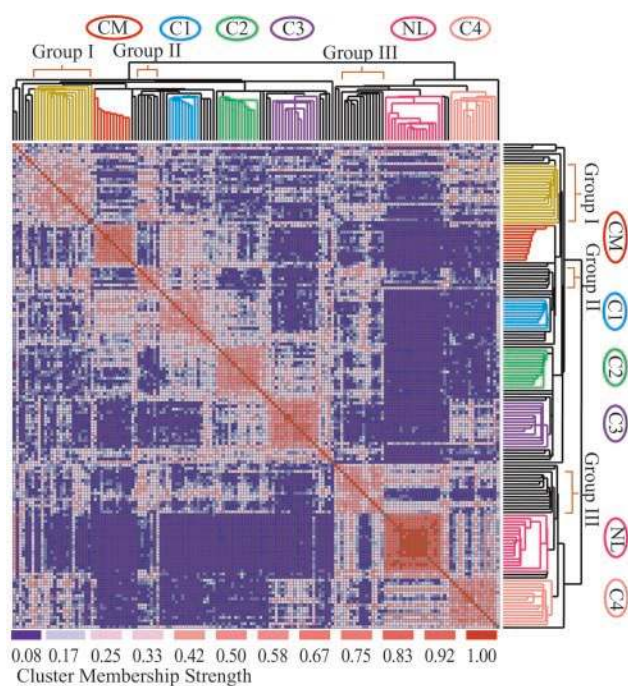 CM C1 C2 C3 NL C4
Group I Group II Group III
Group I
CM
Group II
C1
C2
C3
Group III
NL
C4
0.08 0.17 0.25 0.33 0.42 0.50 0.58 0.67 0.75 0.83 0.92 1.00
Cluster Membership Strength